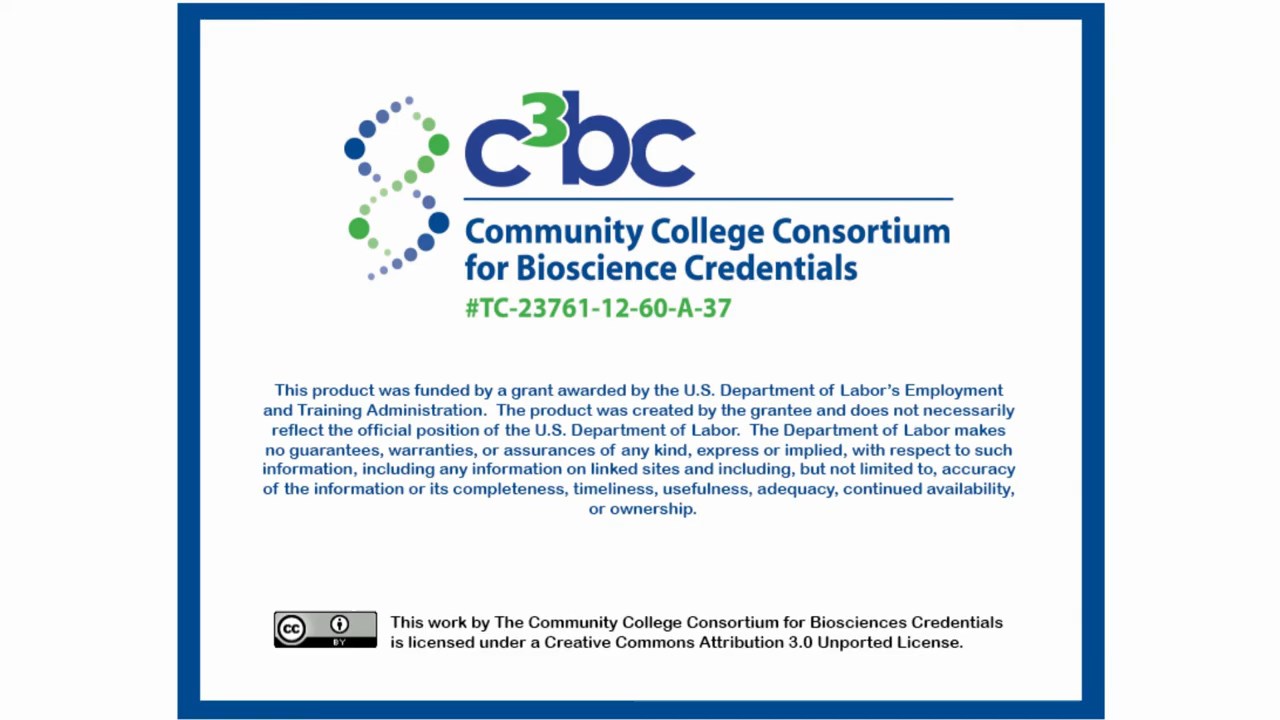 c3bc
Community College Consortium
for Bioscience Credentials
#TC-23761-12-60-A-37
This product was funded by a grant awarded by the U.S. Department of Labor’s Employment
and Training Administration.  The product was created by the grantee and does not necessarily
reflect the official position of the U.S. Department of Labor.  The Department of Labor makes
no guarantees, warranties, or assurances of any kind, express or implied, with respect to such
information, including any information on linked sites and including, but not limited to, accuracy
of the information or its completeness, timeliness, usefulness, adequacy, continued availability,
or ownership.
cc BY
This work by The Community College Consortium for Biosciences Credentials
is licensed under a Creative Commons Attribution 3.0 Unported License.